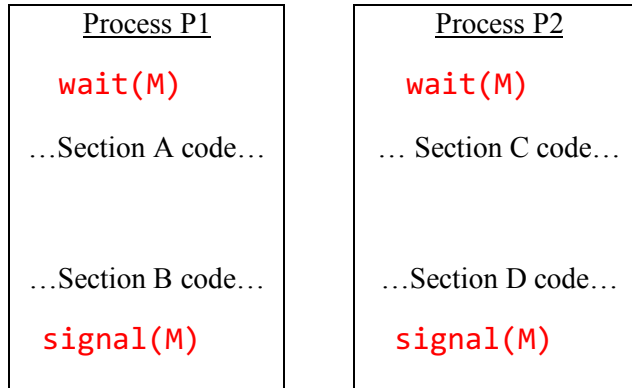 Process P1
wait(M)
…Section A code…
…Section B code…
signal(M)
Process P2
wait(M)
… Section C code…
…Section D code…
signal(M)